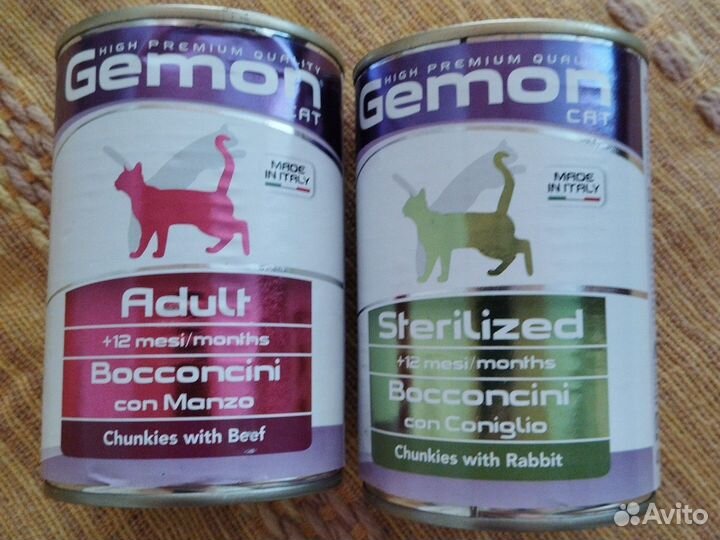 HIGH PREMIUM QUALITY
Gemon
CAT
MADE
IN ITALY
Adult
+12 mesi/months
Bocconcini
con Manzo
Chunkies with Beef
HIGH PREMIUM QUALITY
Gemon
CAT
MADE
IN ITALY
Sterilized
+12 mesi/months
Bocconcini
con Coniglio
Chunkies with Rabbit
Avito